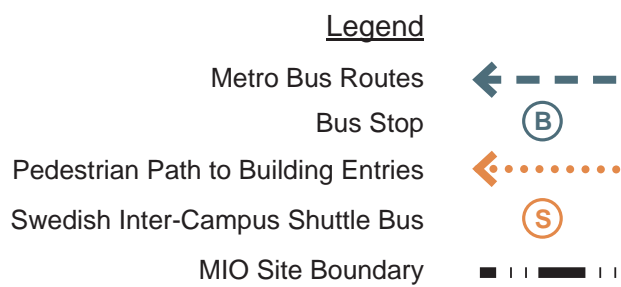 Legend
Metro Bus Routes
Bus Stop B
Pedestrian Path to Building Entries
Swedish Inter-Campus Shuttle Bus S
MIO Site Boundary